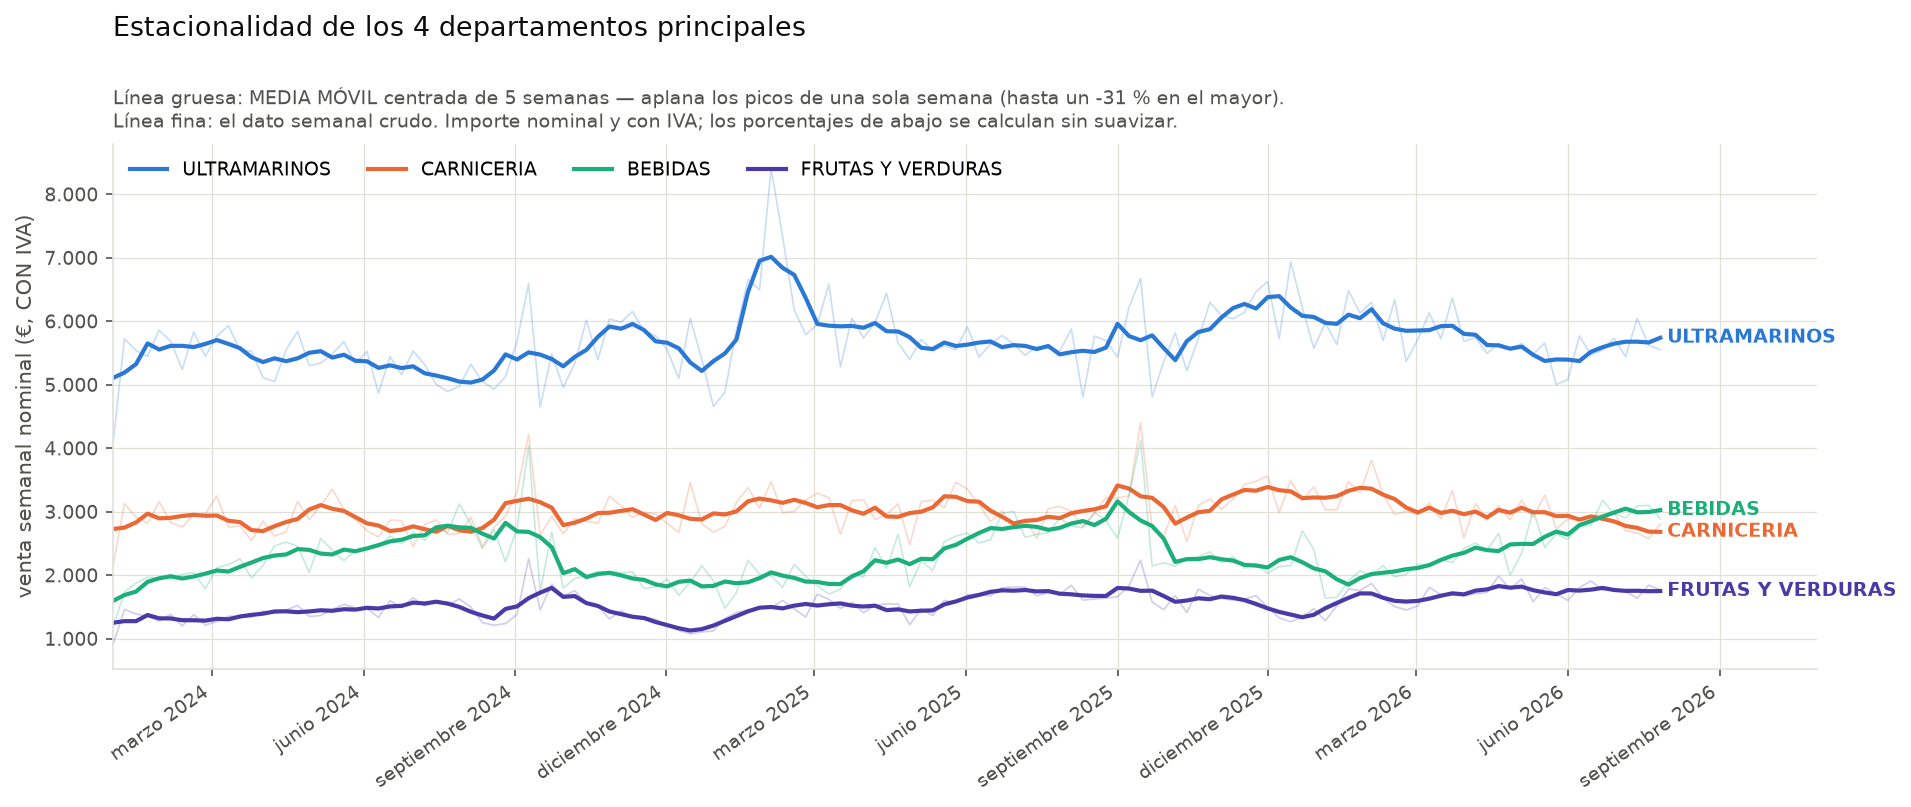 Estacionalidad de los 4 departamentos principales
Línea gruesa: MEDIA MÓVIL centrada de 5 semanas — aplana los picos de una sola semana (hasta un -31 % en el mayor).
Línea fina: el dato semanal crudo. Importe nominal y con IVA; los porcentajes de abajo se calculan sin suavizar.
ULTRAMARINOS CARNICERIA BEBIDAS FRUTAS Y VERDURAS
venta semanal nominal (€, CON IVA)
8.000
7.000
6.000
5.000
4.000
3.000
2.000
1.000
ULTRAMARINOS
BEBIDAS
CARNICERIA
FRUTAS Y VERDURAS
marzo 2024
junio 2024
septiembre 2024
diciembre 2024
marzo 2025
junio 2025
septiembre 2025
diciembre 2025
marzo 2026
junio 2026
septiembre 2026